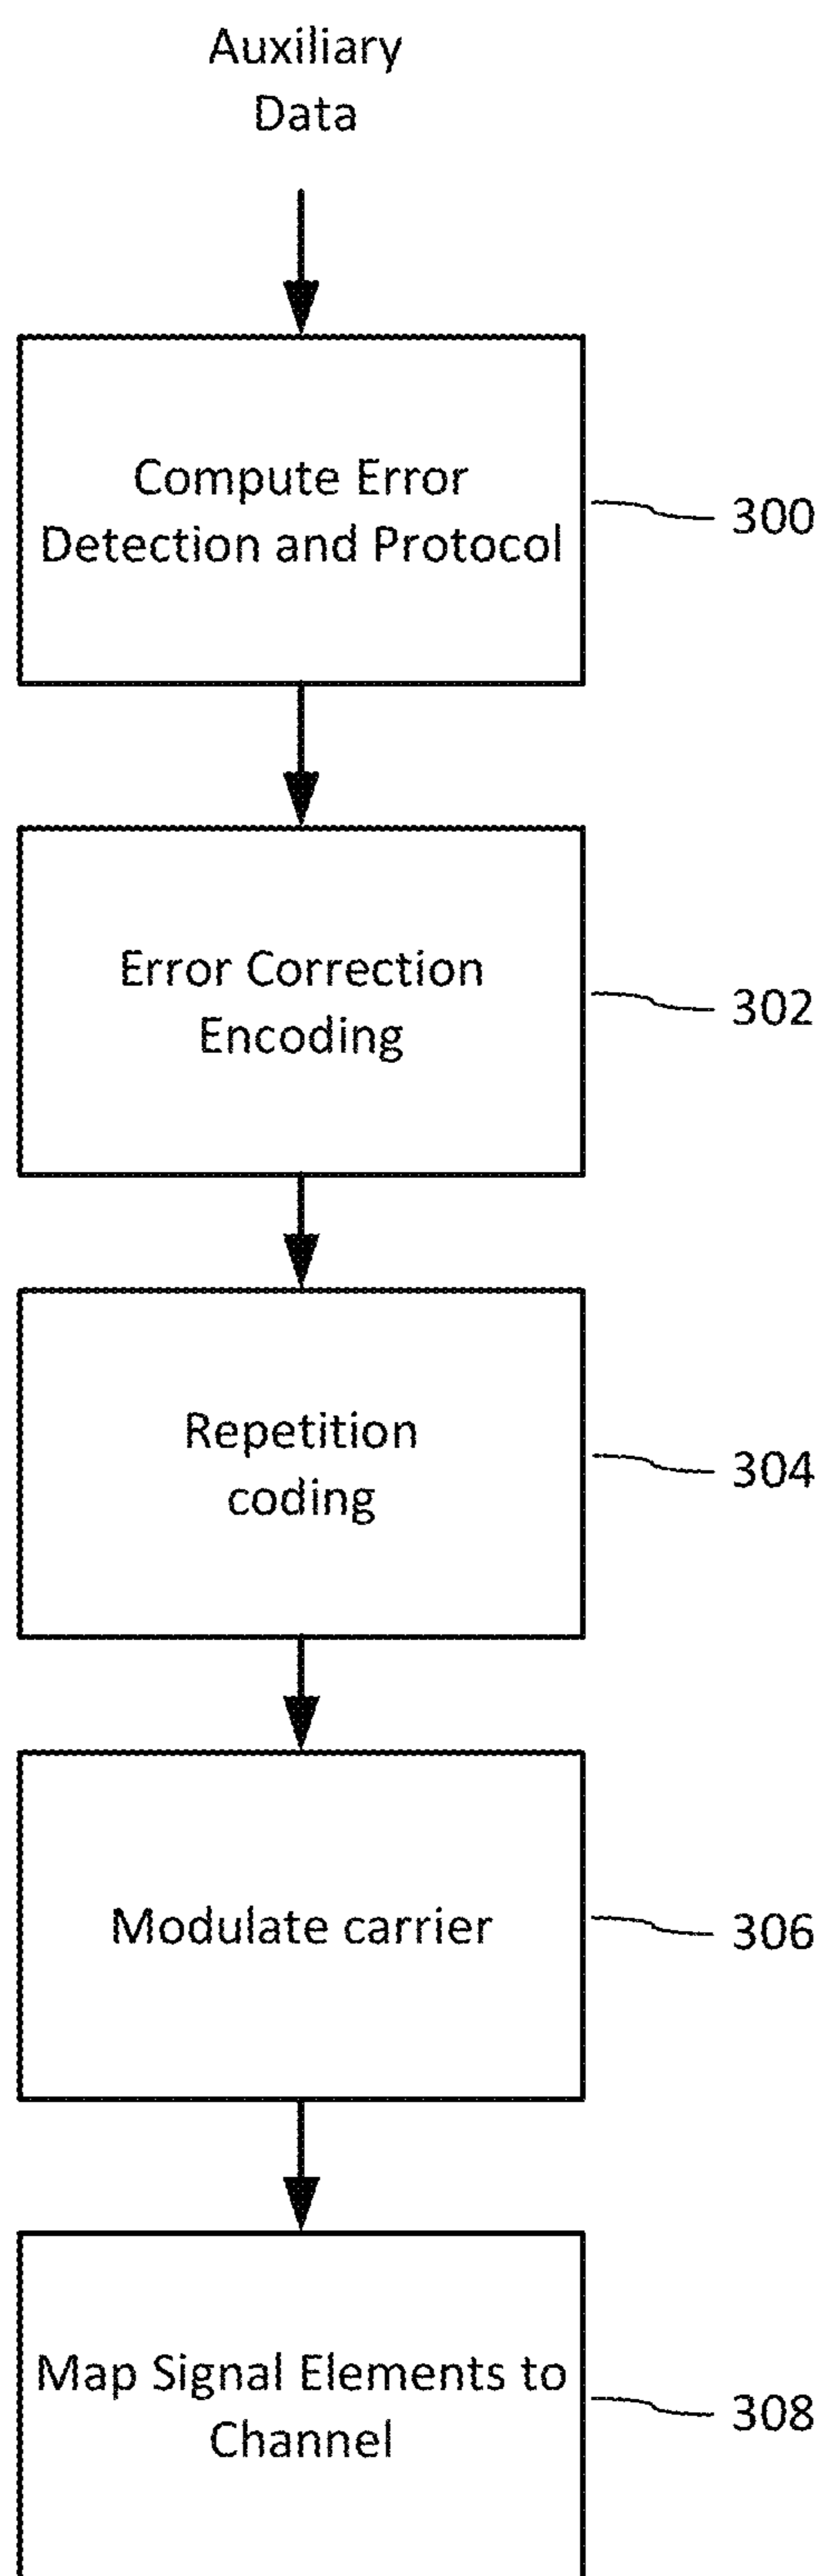 Auxiliary
Data
Compute Error
Detection and Protocol
300
Error Correction
Encoding
302
Repetition
coding
304
Modulate carrier
306
Map Signal Elements to
Channel
308